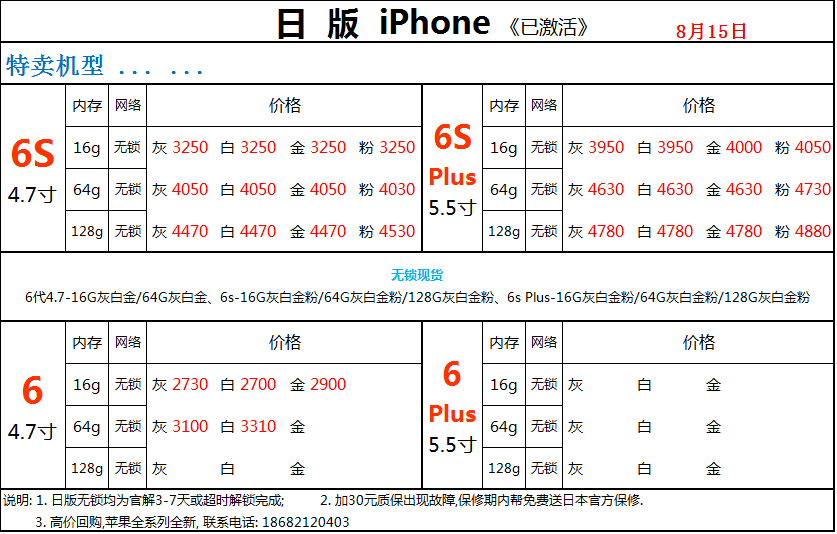 日 版 iPhone 《已激活》 8月15日
特卖机型 ... ...
6S
4.7寸
内存 网络 价格
16g 无锁 灰 3250 白 3250 金 3250 粉 3250
64g 无锁 灰 4050 白 4050 金 4050 粉 4030
128g 无锁 灰 4470 白 4470 金 4470 粉 4530
6S
Plus
5.5寸
内存 网络 价格
16g 无锁 灰 3950 白 3950 金 4000 粉 4050
64g 无锁 灰 4630 白 4630 金 4630 粉 4730
128g 无锁 灰 4780 白 4780 金 4780 粉 4880
无锁现货
6代4.7-16G灰白金/64G灰白金、6s-16G灰白金粉/64G灰白金粉/128G灰白金粉、6s Plus-16G灰白金粉/64G灰白金粉/128G灰白金粉
6
4.7寸
内存 网络 价格
16g 无锁 灰 2730 白 2700 金 2900
64g 无锁 灰 3100 白 3310 金
128g 无锁 灰 白 金
6
Plus
5.5寸
内存 网络 价格
16g 无锁 灰 白 金
64g 无锁 灰 白 金
128g 无锁 灰 白 金
说明: 1. 日版无锁均为官解3-7天或超时解锁完成; 2. 加30元质保出现故障,保修期内帮免费送日本官方保修.
3. 高价回购,苹果全系列全新, 联系电话: 18682120403